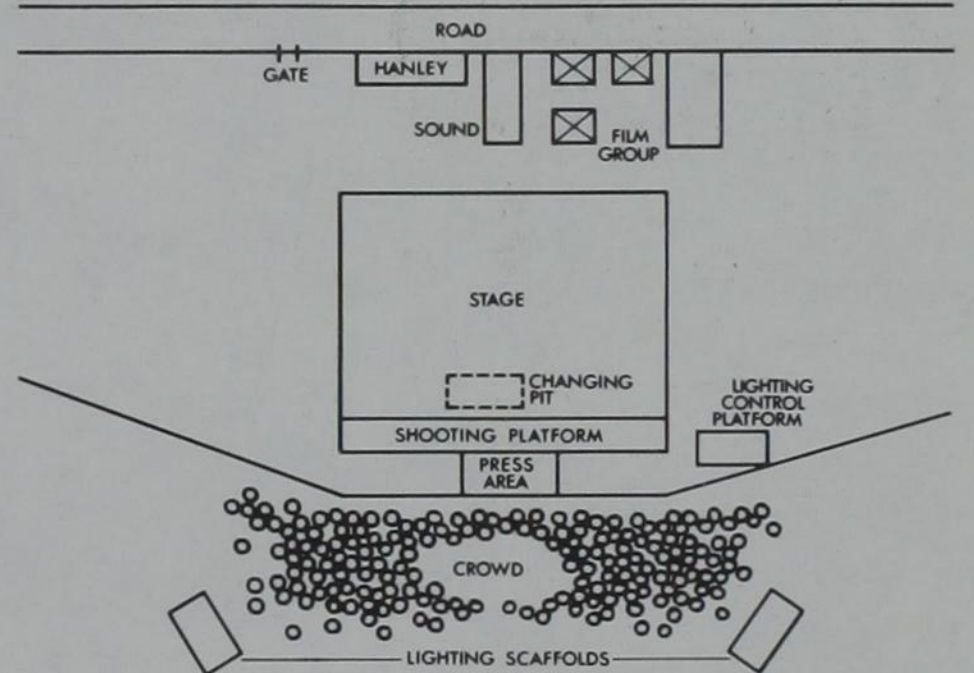 ROAD
GATE
HANLEY
SOUND
FILM
GROUP
STAGE
CHANGING
PIT
LIGHTING
CONTROL
PLATFORM
SHOOTING PLATFORM
PRESS
AREA
CROWD
LIGHTING SCAFFOLDS